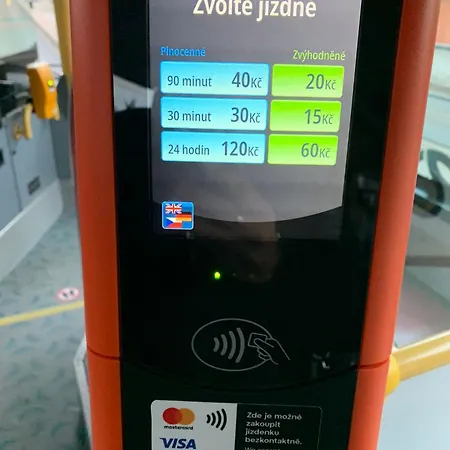 Zvolte jízdné
Plnocenné Zvýhodněné
90 minut 40Kč 20Kč
30 minut 30Kč 15Kč
24 hodin 120Kč 60Kč
mastercard
VISA
Zde je možné
zakoupit
jízdenku
bezkontaktně.